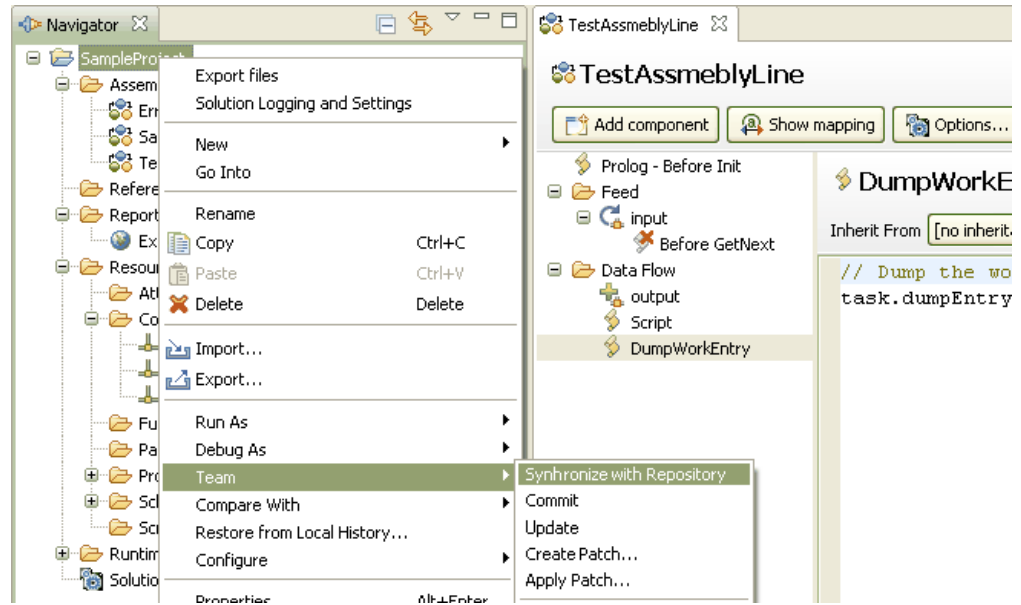 Navigator
SamplePro
Assem
Err
Sa
Te
Refere
Report
Ex
Resour
Att
Co
Fu
Pa
Pro
Sch
Scr
Runtim
Solutio
Export files
Solution Logging and Settings
New
Go Into
Rename
Copy Ctrl+C
Paste Ctrl+V
Delete Delete
Import...
Export...
Run As
Debug As
Team
Compare With
Restore from Local History...
Configure
Properties Alt+Enter
Synhronize with Repository
Commit
Update
Create Patch...
Apply Patch...
TestAssmeblyLine
TestAssmeblyLine
Add component
Show mapping
Options...
Prolog - Before Init
Feed
input
Before GetNext
Data Flow
output
Script
DumpWorkEntry
DumpWorkE
Inherit From [no inherit
// Dump the wo
task.dumpEntry